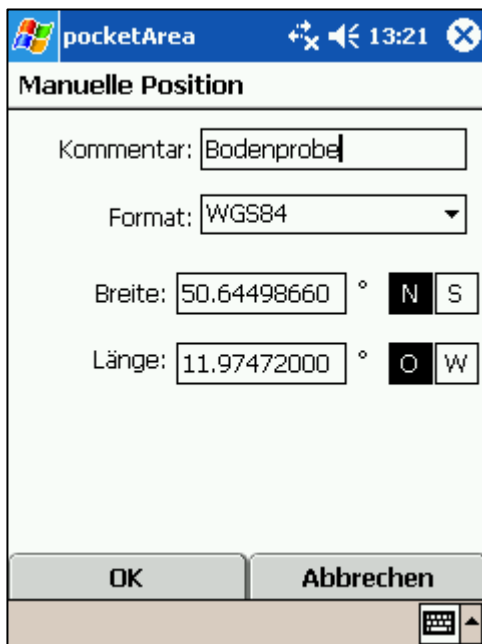 pocketArea 13:21
Manuelle Position
Kommentar: Bodenprobe
Format: WGS84
Breite: 50.64498660 ° N S
Länge: 11.97472000 ° O W
OK Abbrechen